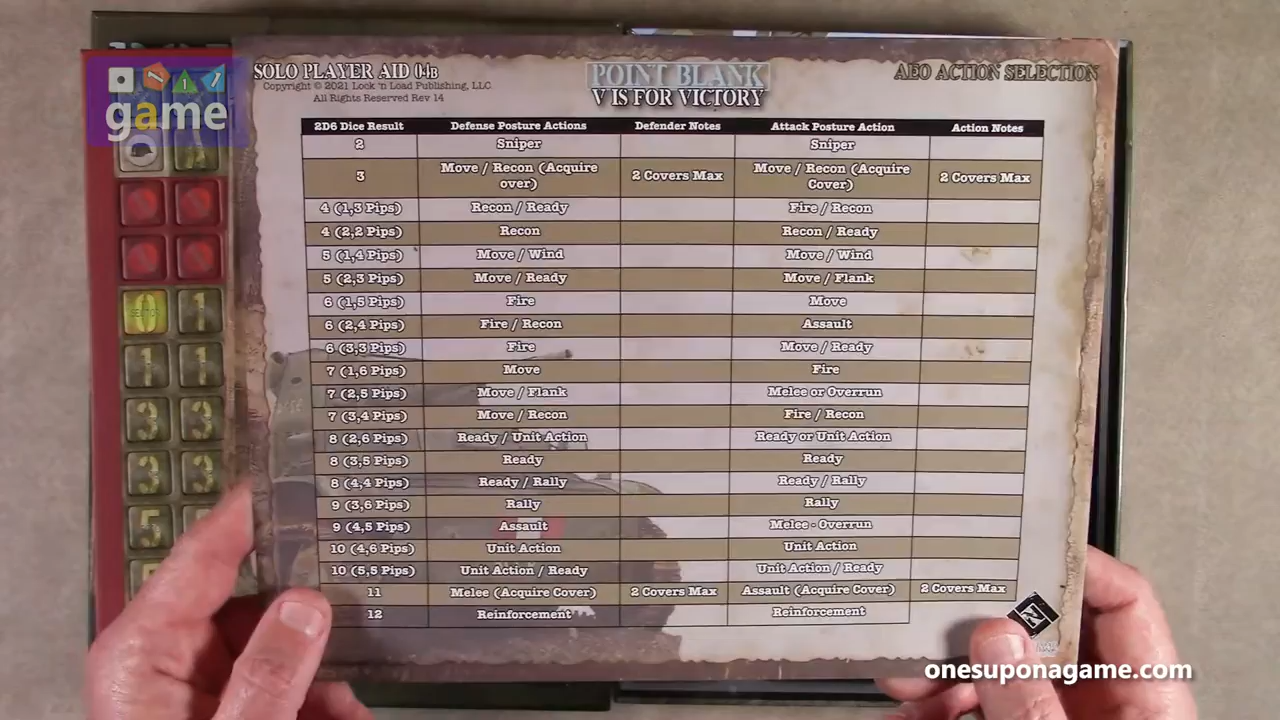 SOLO PLAYER AID 04B
Copyright © 2021 Lock 'n Load Publishing, LLC.
All Rights Reserved Rev 14
POINT BLANK
V IS FOR VICTORY
AEO ACTION SELECTION
game
2D6 Dice Result Defense Posture Actions Defender Notes Attack Posture Action Action Notes
2 Sniper Sniper
3 Move / Recon (Acquire over) 2 Covers Max Move / Recon (Acquire Cover) 2 Covers Max
4 (1,3 Pips) Recon / Ready Fire / Recon
4 (2,2 Pips) Recon Recon / Ready
5 (1,4 Pips) Move / Wind Move / Wind
5 (2,3 Pips) Move / Ready Move / Flank
6 (1,5 Pips) Fire Move
6 (2,4 Pips) Fire / Recon Assault
6 (3,3 Pips) Fire Move / Ready
7 (1,6 Pips) Move Fire
7 (2,5 Pips) Move / Flank Melee or Overrun
7 (3,4 Pips) Move / Recon Fire / Recon
8 (2,6 Pips) Ready / Unit Action Ready or Unit Action
8 (3,5 Pips) Ready Ready
8 (4,4 Pips) Ready / Rally Ready / Rally
9 (3,6 Pips) Rally Rally
9 (4,5 Pips) Assault Melee - Overrun
10 (4,6 Pips) Unit Action Unit Action
10 (5,5 Pips) Unit Action / Ready Unit Action / Ready
11 Melee (Acquire Cover) 2 Covers Max Assault (Acquire Cover) 2 Covers Max
12 Reinforcement Reinforcement
0 1
1 1
3 3
3 3
5
onesuponagame.com